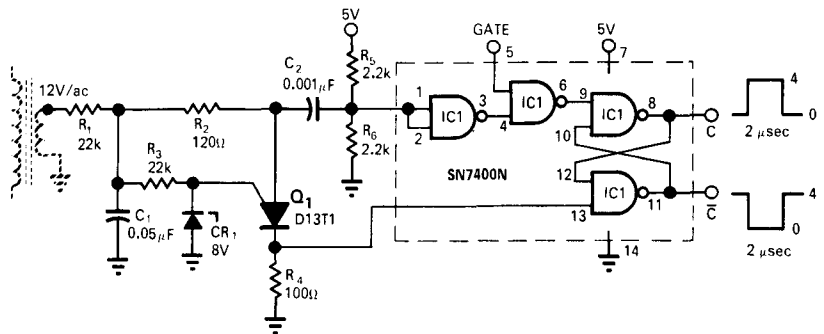 5V
GATE
5
5V
7
12V/ac
R1
22k
R2
120Ω
C2
0.001μF
R5
2.2k
R6
2.2k
1
2
IC1
3
4
IC1
6
9
IC1
8
10
C
4
0
2 μsec
R3
22k
C1
0.05μF
CR1
8V
Q1
D13T1
R4
100Ω
SN7400N
12
13
IC1
11
C̅
4
0
2 μsec
14